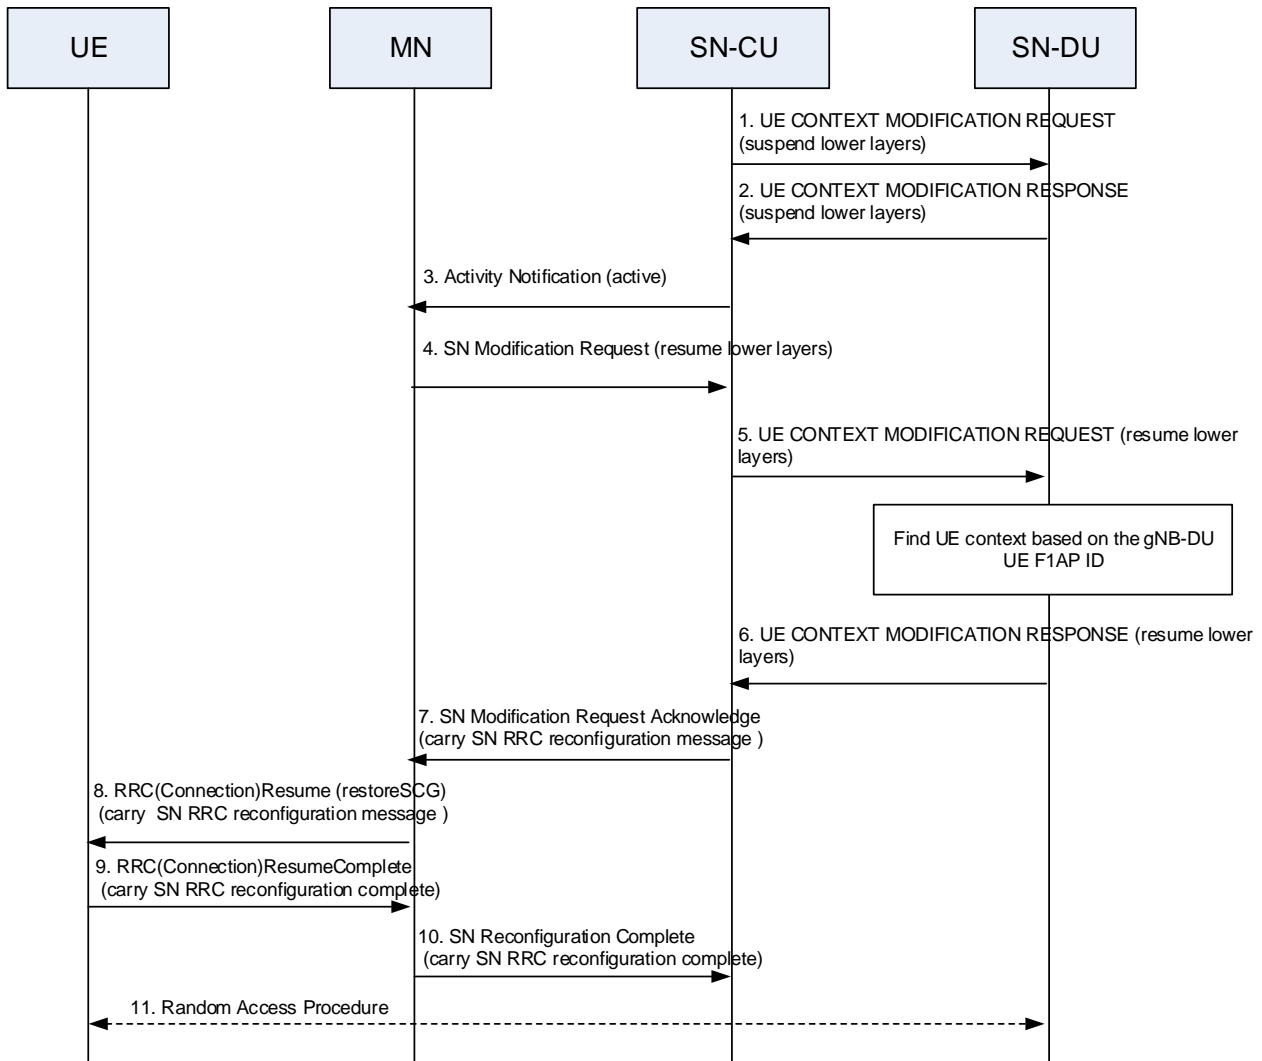 UE
MN
SN-CU
SN-DU
1. UE CONTEXT MODIFICATION REQUEST
(suspend lower layers)
2. UE CONTEXT MODIFICATION RESPONSE
(suspend lower layers)
3. Activity Notification (active)
4. SN Modification Request (resume lower layers)
5. UE CONTEXT MODIFICATION REQUEST (resume lower
layers)
Find UE context based on the gNB-DU
UE F1AP ID
6. UE CONTEXT MODIFICATION RESPONSE (resume lower
layers)
7. SN Modification Request Acknowledge
(carry SN RRC reconfiguration message )
8. RRC(Connection)Resume (restoreSCG)
(carry SN RRC reconfiguration message )
9. RRC(Connection)ResumeComplete
(carry SN RRC reconfiguration complete)
10. SN Reconfiguration Complete
(carry SN RRC reconfiguration complete)
11. Random Access Procedure